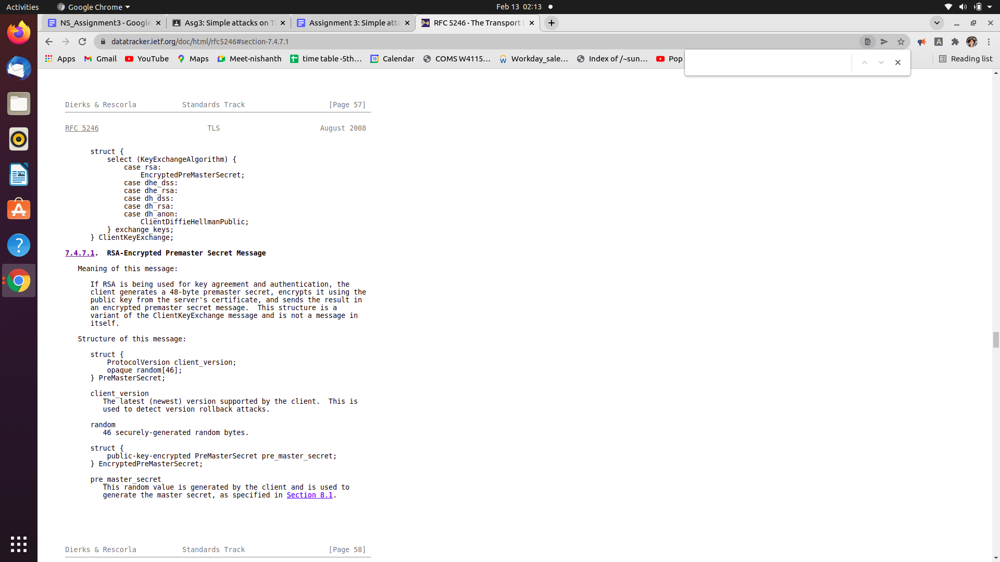 Activities
Google Chrome
Feb 13 02:13
NS_Assignment3 - Google
Asg3: Simple attacks on T
Assignment 3: Simple atta
RFC 5246 - The Transport
datatracker.ietf.org/doc/html/rfc5246#section-7.4.7.1
Apps
Gmail
YouTube
Maps
Meet-nishanth
time table -5th...
18
Calendar
COMS W4115...
Workday_sale...
Index of /~sun...
Pop
Reading list
Dierks & Rescorla Standards Track [Page 57]
RFC 5246 TLS August 2008
struct {
select (KeyExchangeAlgorithm) {
case rsa:
EncryptedPreMasterSecret;
case dhe_dss:
case dhe_rsa:
case dh_dss:
case dh_rsa:
case dh_anon:
ClientDiffieHellmanPublic;
} exchange_keys;
} ClientKeyExchange;
7.4.7.1. RSA-Encrypted Premaster Secret Message
Meaning of this message:
If RSA is being used for key agreement and authentication, the
client generates a 48-byte premaster secret, encrypts it using the
public key from the server's certificate, and sends the result in
an encrypted premaster secret message. This structure is a
variant of the ClientKeyExchange message and is not a message in
itself.
Structure of this message:
struct {
ProtocolVersion client_version;
opaque random[46];
} PreMasterSecret;
client_version
The latest (newest) version supported by the client. This is
used to detect version rollback attacks.
random
46 securely-generated random bytes.
struct {
public-key-encrypted PreMasterSecret pre_master_secret;
} EncryptedPreMasterSecret;
pre_master_secret
This random value is generated by the client and is used to
generate the master secret, as specified in Section 8.1.
Dierks & Rescorla Standards Track [Page 58]